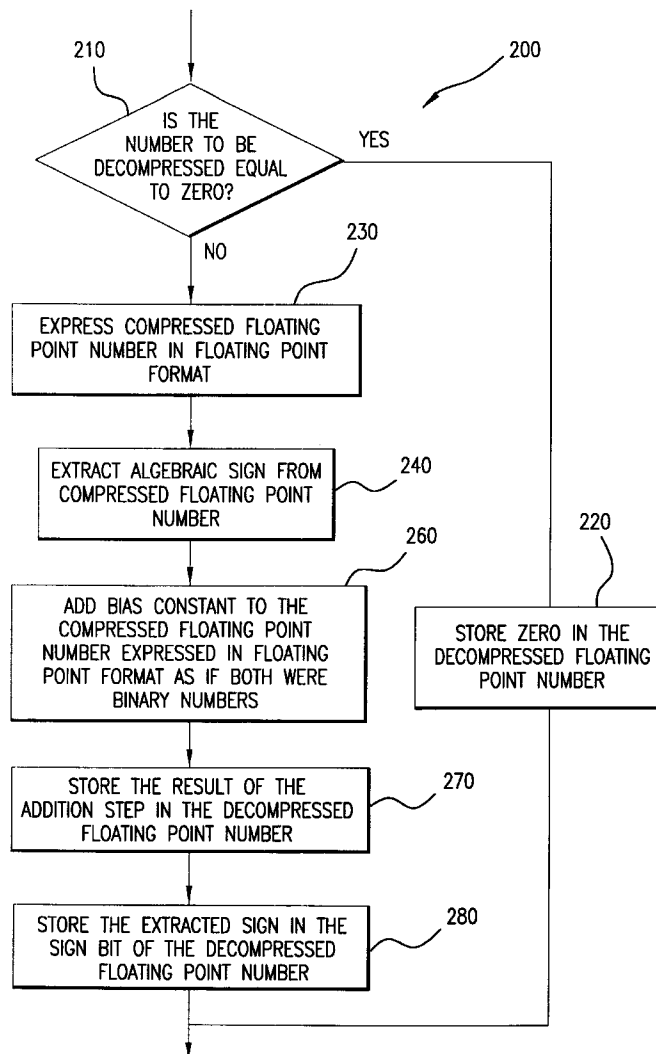 210
200
IS THE
NUMBER TO BE
DECOMPRESSED EQUAL
TO ZERO?
YES
NO
230
EXPRESS COMPRESSED FLOATING
POINT NUMBER IN FLOATING POINT
FORMAT
EXTRACT ALGEBRAIC SIGN FROM
COMPRESSED FLOATING POINT
NUMBER
240
260
ADD BIAS CONSTANT TO THE
COMPRESSED FLOATING POINT
NUMBER EXPRESSED IN FLOATING
POINT FORMAT AS IF BOTH WERE
BINARY NUMBERS
220
STORE ZERO IN THE
DECOMPRESSED FLOATING
POINT NUMBER
STORE THE RESULT OF THE
ADDITION STEP IN THE DECOMPRESSED
FLOATING POINT NUMBER
270
STORE THE EXTRACTED SIGN IN THE
SIGN BIT OF THE DECOMPRESSED
FLOATING POINT NUMBER
280